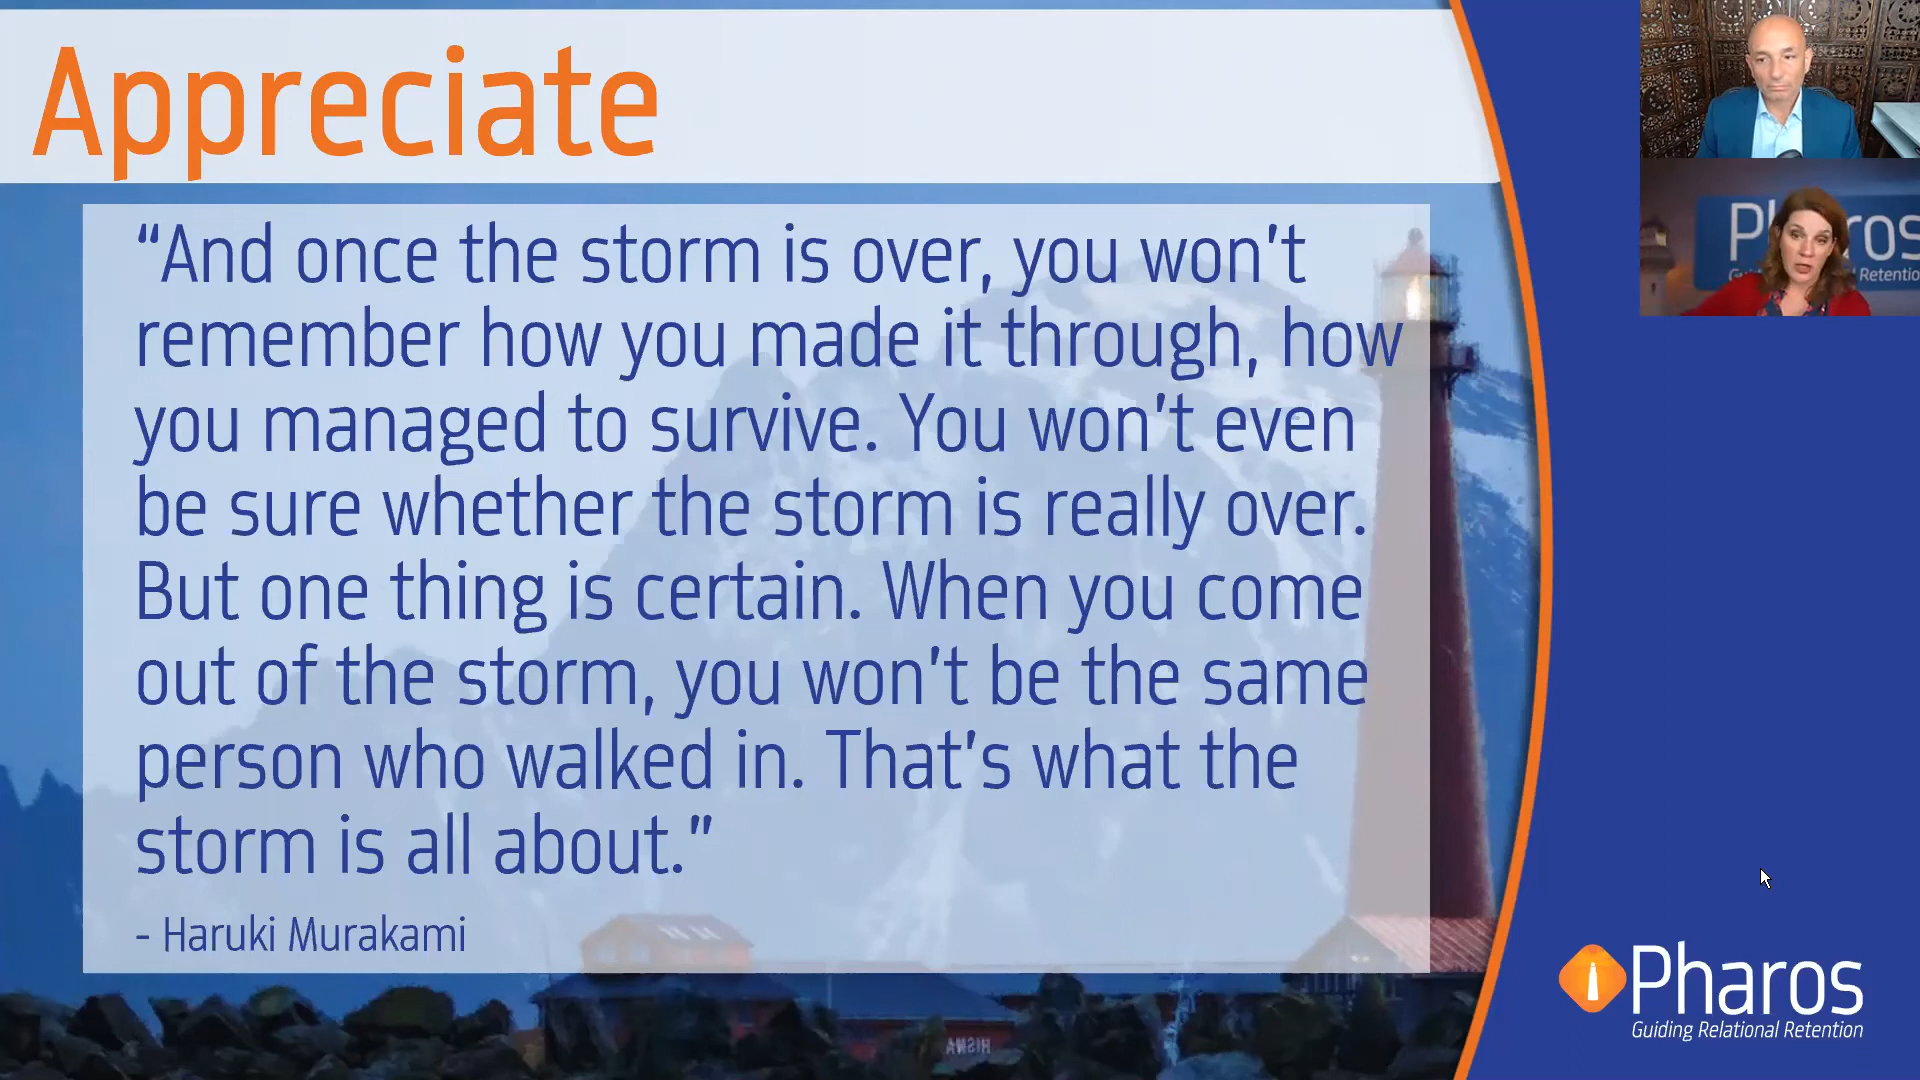 Appreciate
“And once the storm is over, you won’t
remember how you made it through, how
you managed to survive. You won’t even
be sure whether the storm is really over.
But one thing is certain. When you come
out of the storm, you won’t be the same
person who walked in. That’s what the
storm is all about.”
- Haruki Murakami
Pharos
Retention
Pharos
Guiding Relational Retention